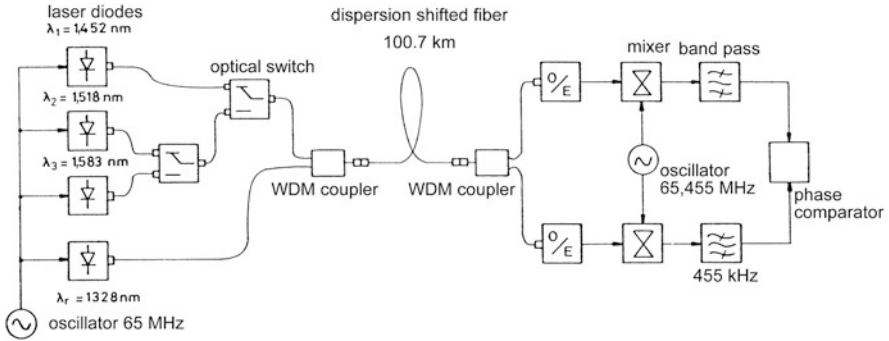 laser diodes
λ₁ = 1,452 nm
λ₂ = 1,518 nm
λ₃ = 1,583 nm
λᵣ = 1328 nm
oscillator 65 MHz
optical switch
WDM coupler
dispersion shifted fiber
100.7 km
WDM coupler
O/E
O/E
mixer
band pass
oscillator
65,455 MHz
phase
comparator
455 kHz